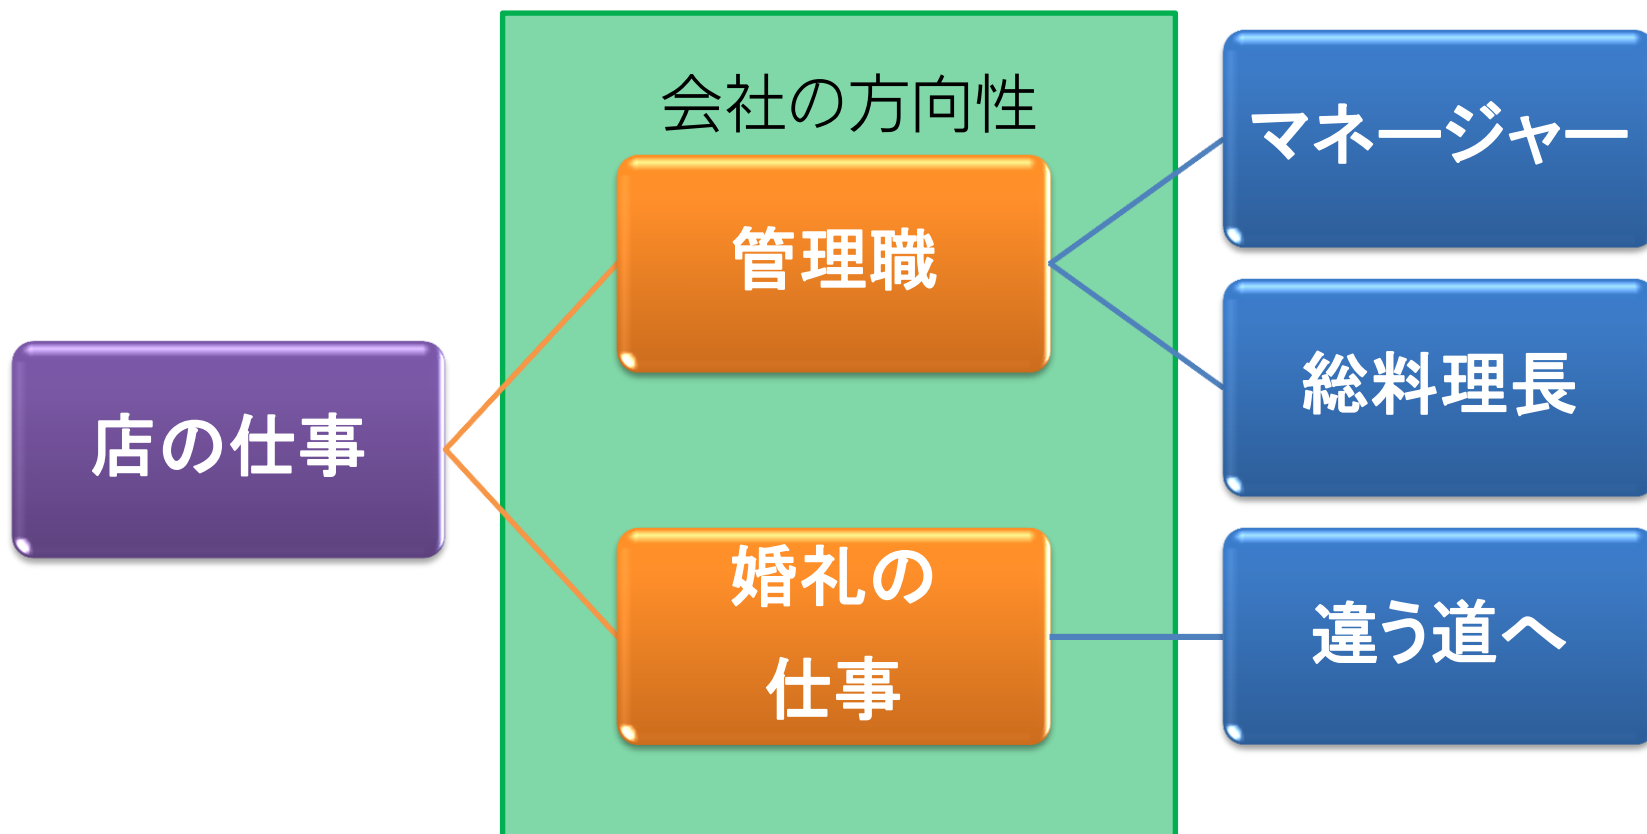 会社の方向性
店の仕事
管理職
婚礼の
仕事
マネージャー
総料理長
違う道へ